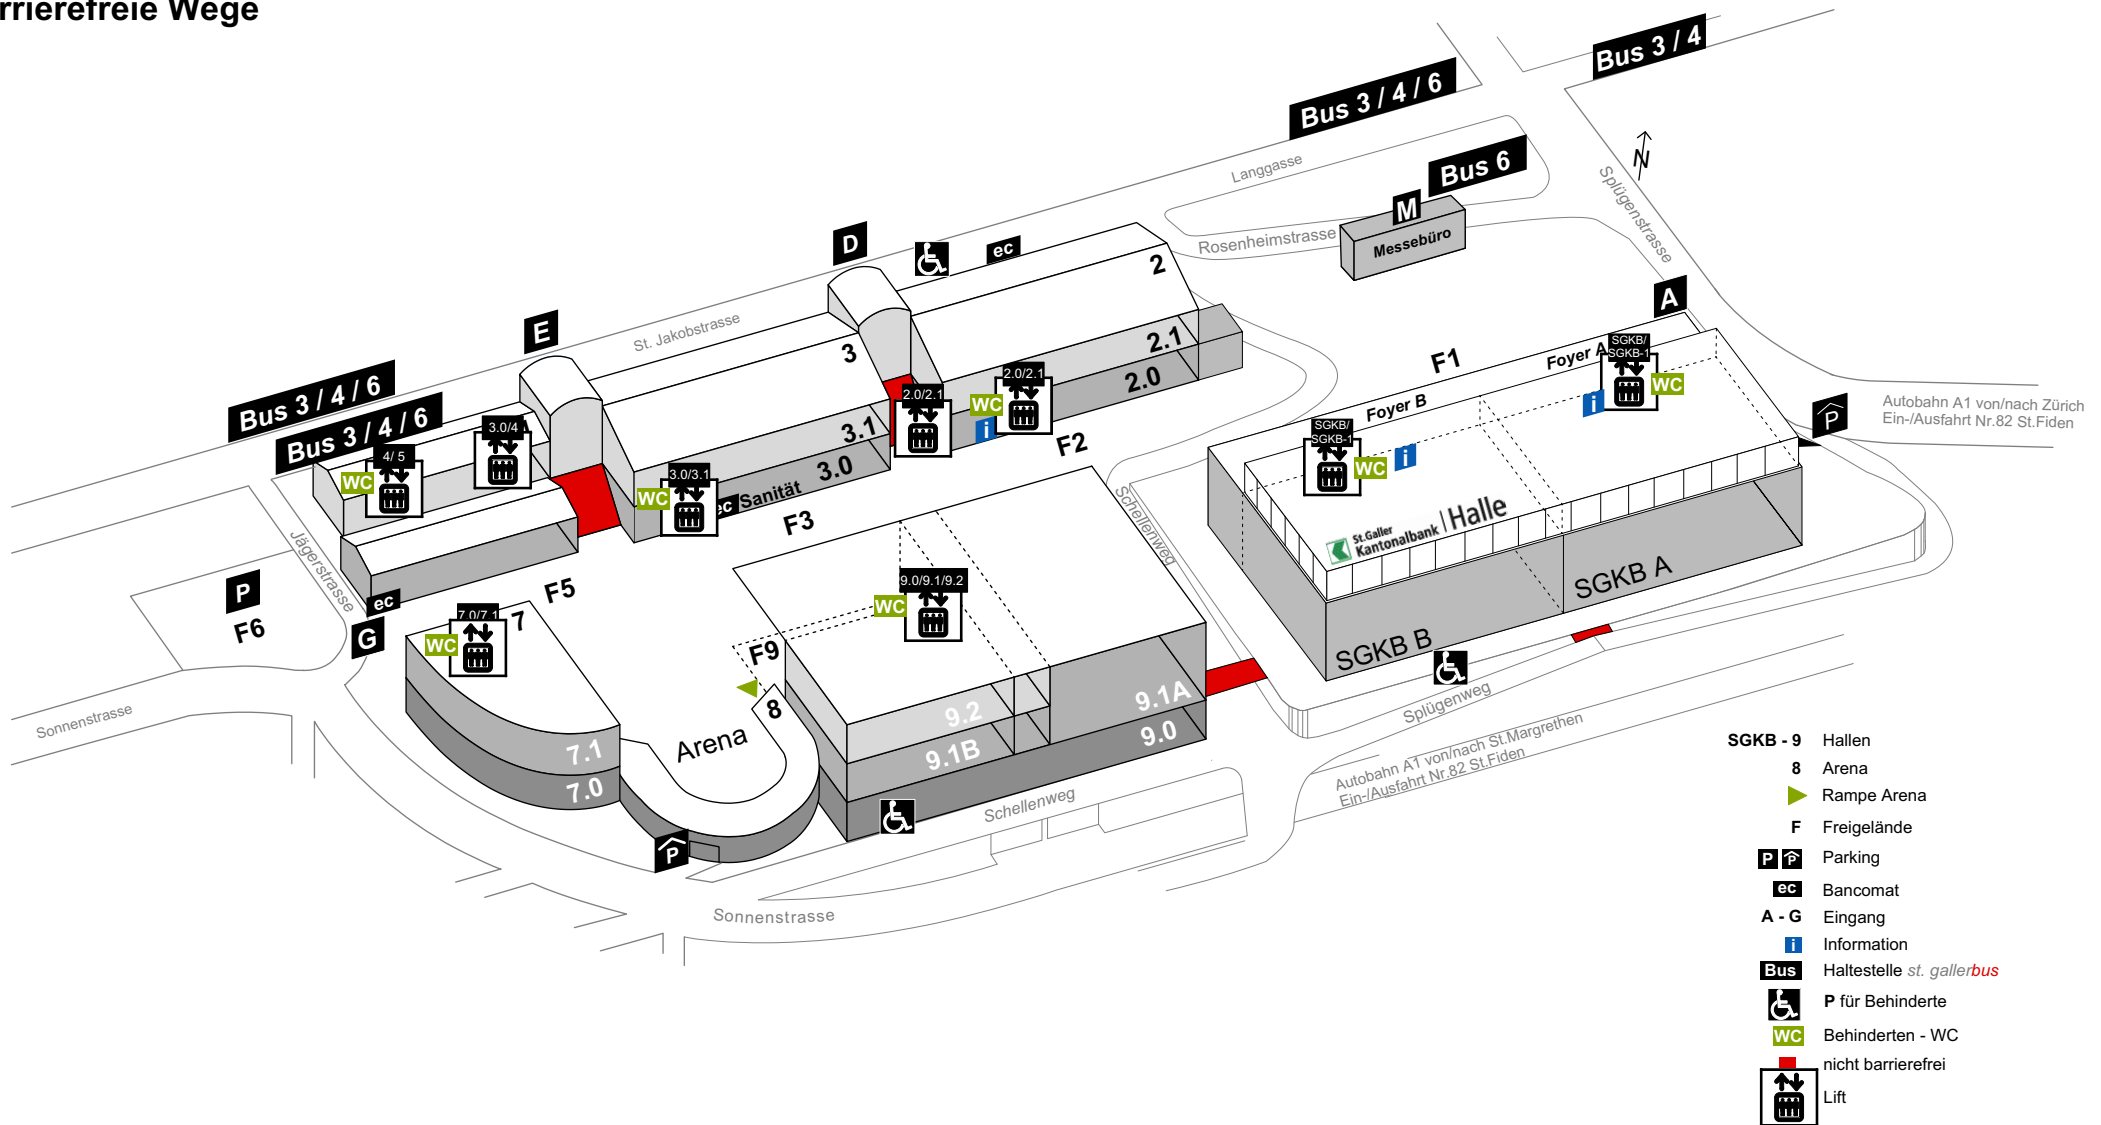 rrierefreie Wege
Bus 3 / 4
Bus 3 / 4 / 6
Langgasse
Bus 6
N
Splügenstrasse
M
Messebüro
Rosenheimstrasse
D
ec
2
E
St. Jakobstrasse
A
3
2.1
2.0
F1
Foyer A
SGKB/
SGKB-1
WC
i
Bus 3 / 4 / 6
Bus 3 / 4 / 6
2.0/2.1
2.0/2.1
WC
i
Foyer B
SGKB/
SGKB-1
WC
i
P
Autobahn A1 von/nach Zürich
Ein-/Ausfahrt Nr.82 St.Fiden
3.0/4
4/ 5
WC
3.1
3.0
F2
3.0/3.1
WC
ec Sanität
F3
Schellenweg
St.Galler
Kantonalbank
Halle
Jägerstrasse
P
F6
ec
G
F5
SGKB A
SGKB B
7.0/7.1
WC
7
9.0/9.1/9.2
WC
F9
8
Arena
9.2
9.1A
9.1B
9.0
7.1
7.0
Splügenweg
Sonnenstrasse
Autobahn A1 von/nach St.Margrethen
Ein-/Ausfahrt Nr.82 St.Fiden
Schellenweg
P
Sonnenstrasse
SGKB - 9 Hallen
8 Arena
Rampe Arena
F Freigelände
P P Parking
ec Bancomat
A - G Eingang
i Information
Bus Haltestelle st. gallerbus
P für Behinderte
WC Behinderten - WC
nicht barrierefrei
Lift